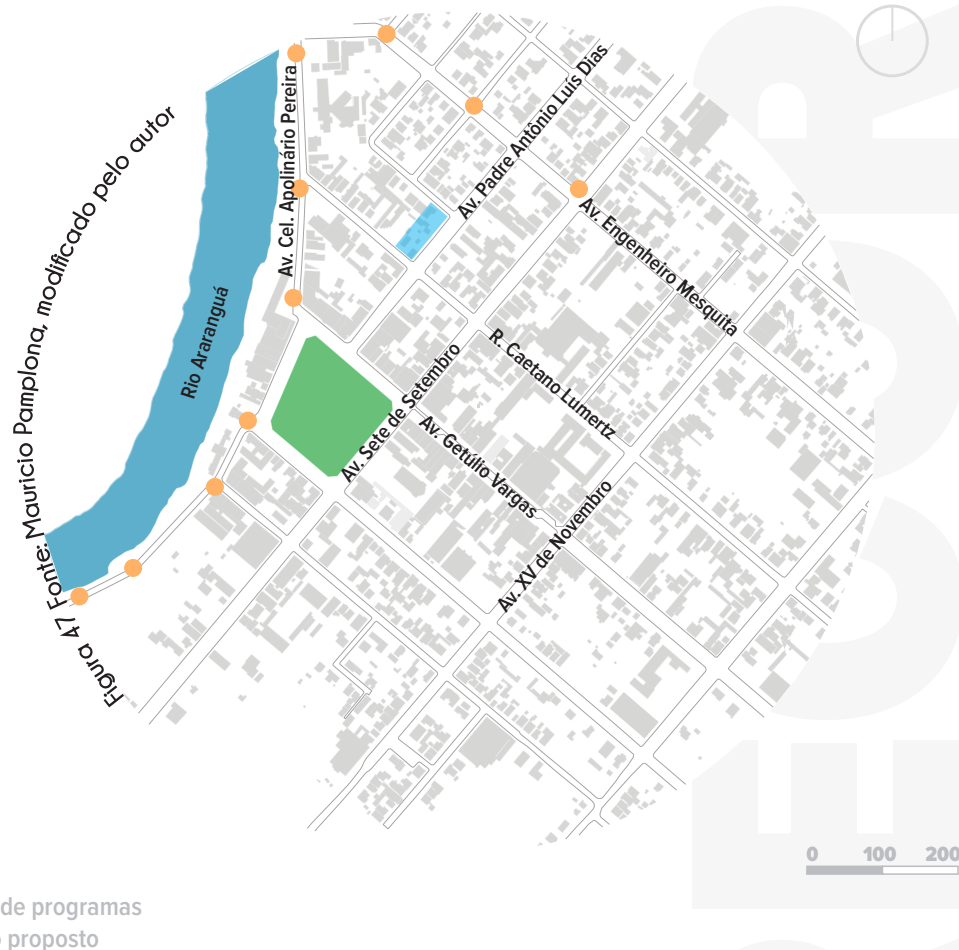 Figura 47 Fonte: Mauricio Pamplona, modificado pelo autor
Rio Araranguá
Av. Cel. Apolinário Pereira
Av. Padre Antônio Luís Dias
Av. Engenheiro Mesquita
R. Caetano Lumertz
Av. Sete de Setembro
Av. Getúlio Vargas
Av. XV de Novembro
0 100 200
de programas
proposto